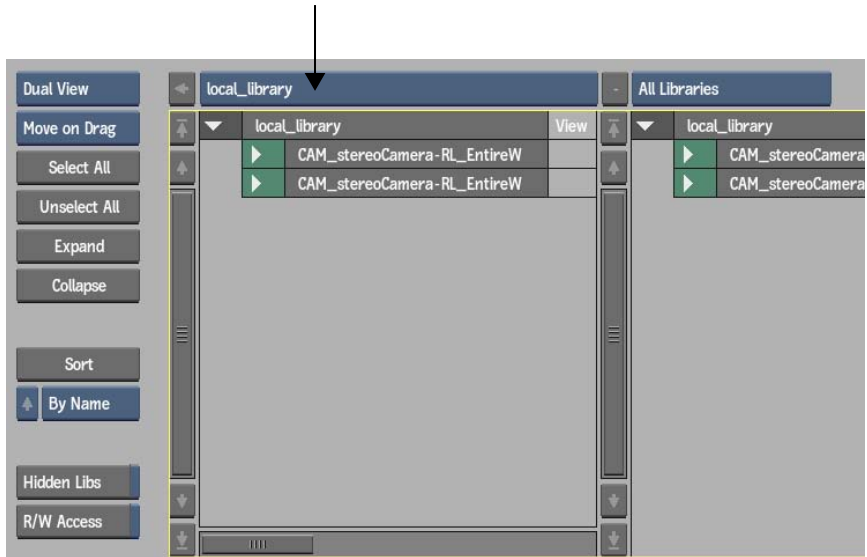 Dual View
Move on Drag
Select All
Unselect All
Expand
Collapse
Sort
By Name
Hidden Libs
R/W Access
local_library
local_library View
CAM_stereoCamera-RL_EntireW
CAM_stereoCamera-RL_EntireW
- All Libraries
local_library
CAM_stereoCamera
CAM_stereoCamera